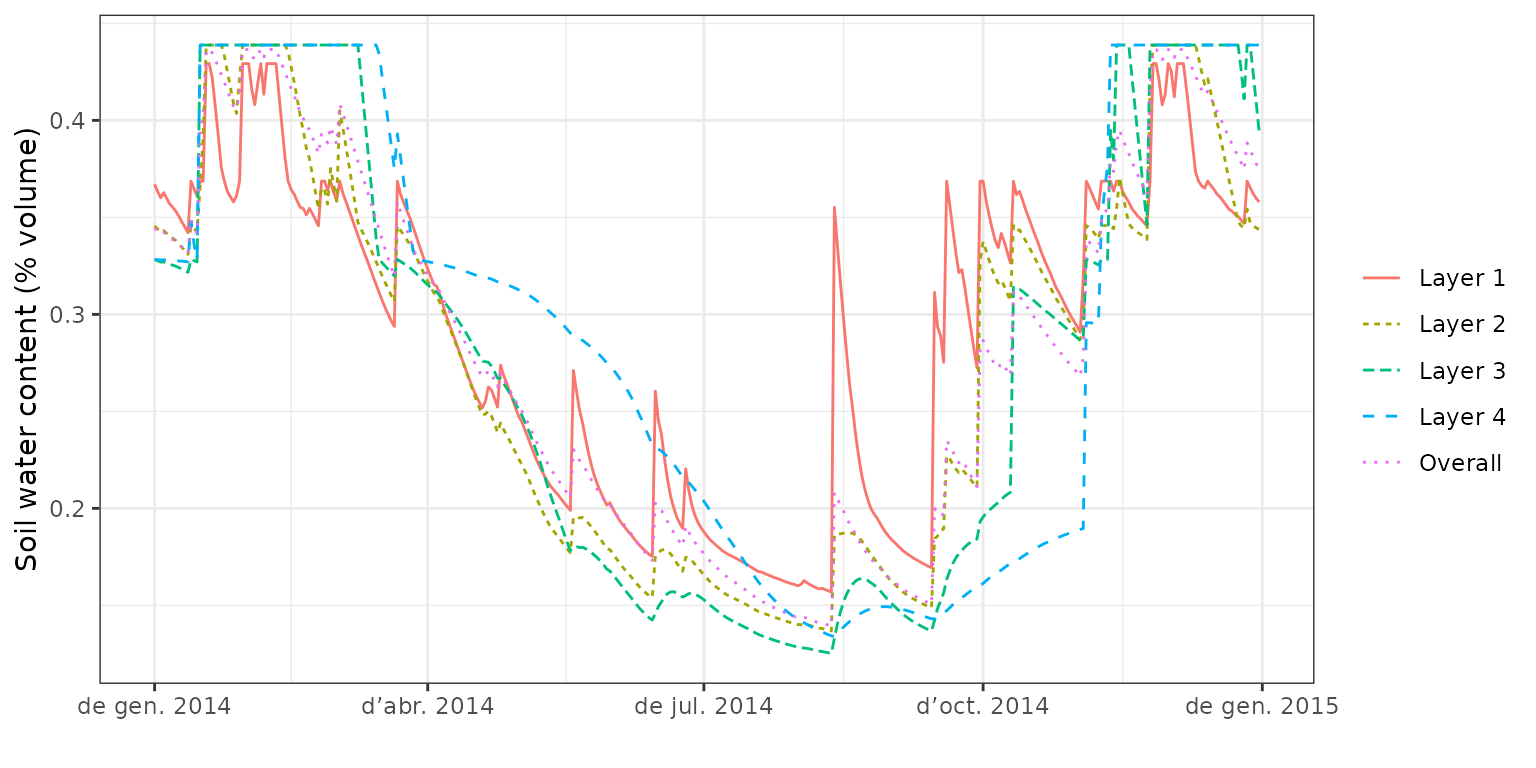 Soil water content (% volume)
0.4
0.3
0.2
de gen. 2014
d’abr. 2014
de jul. 2014
d’oct. 2014
de gen. 2015
Layer 1
Layer 2
Layer 3
Layer 4
Overall